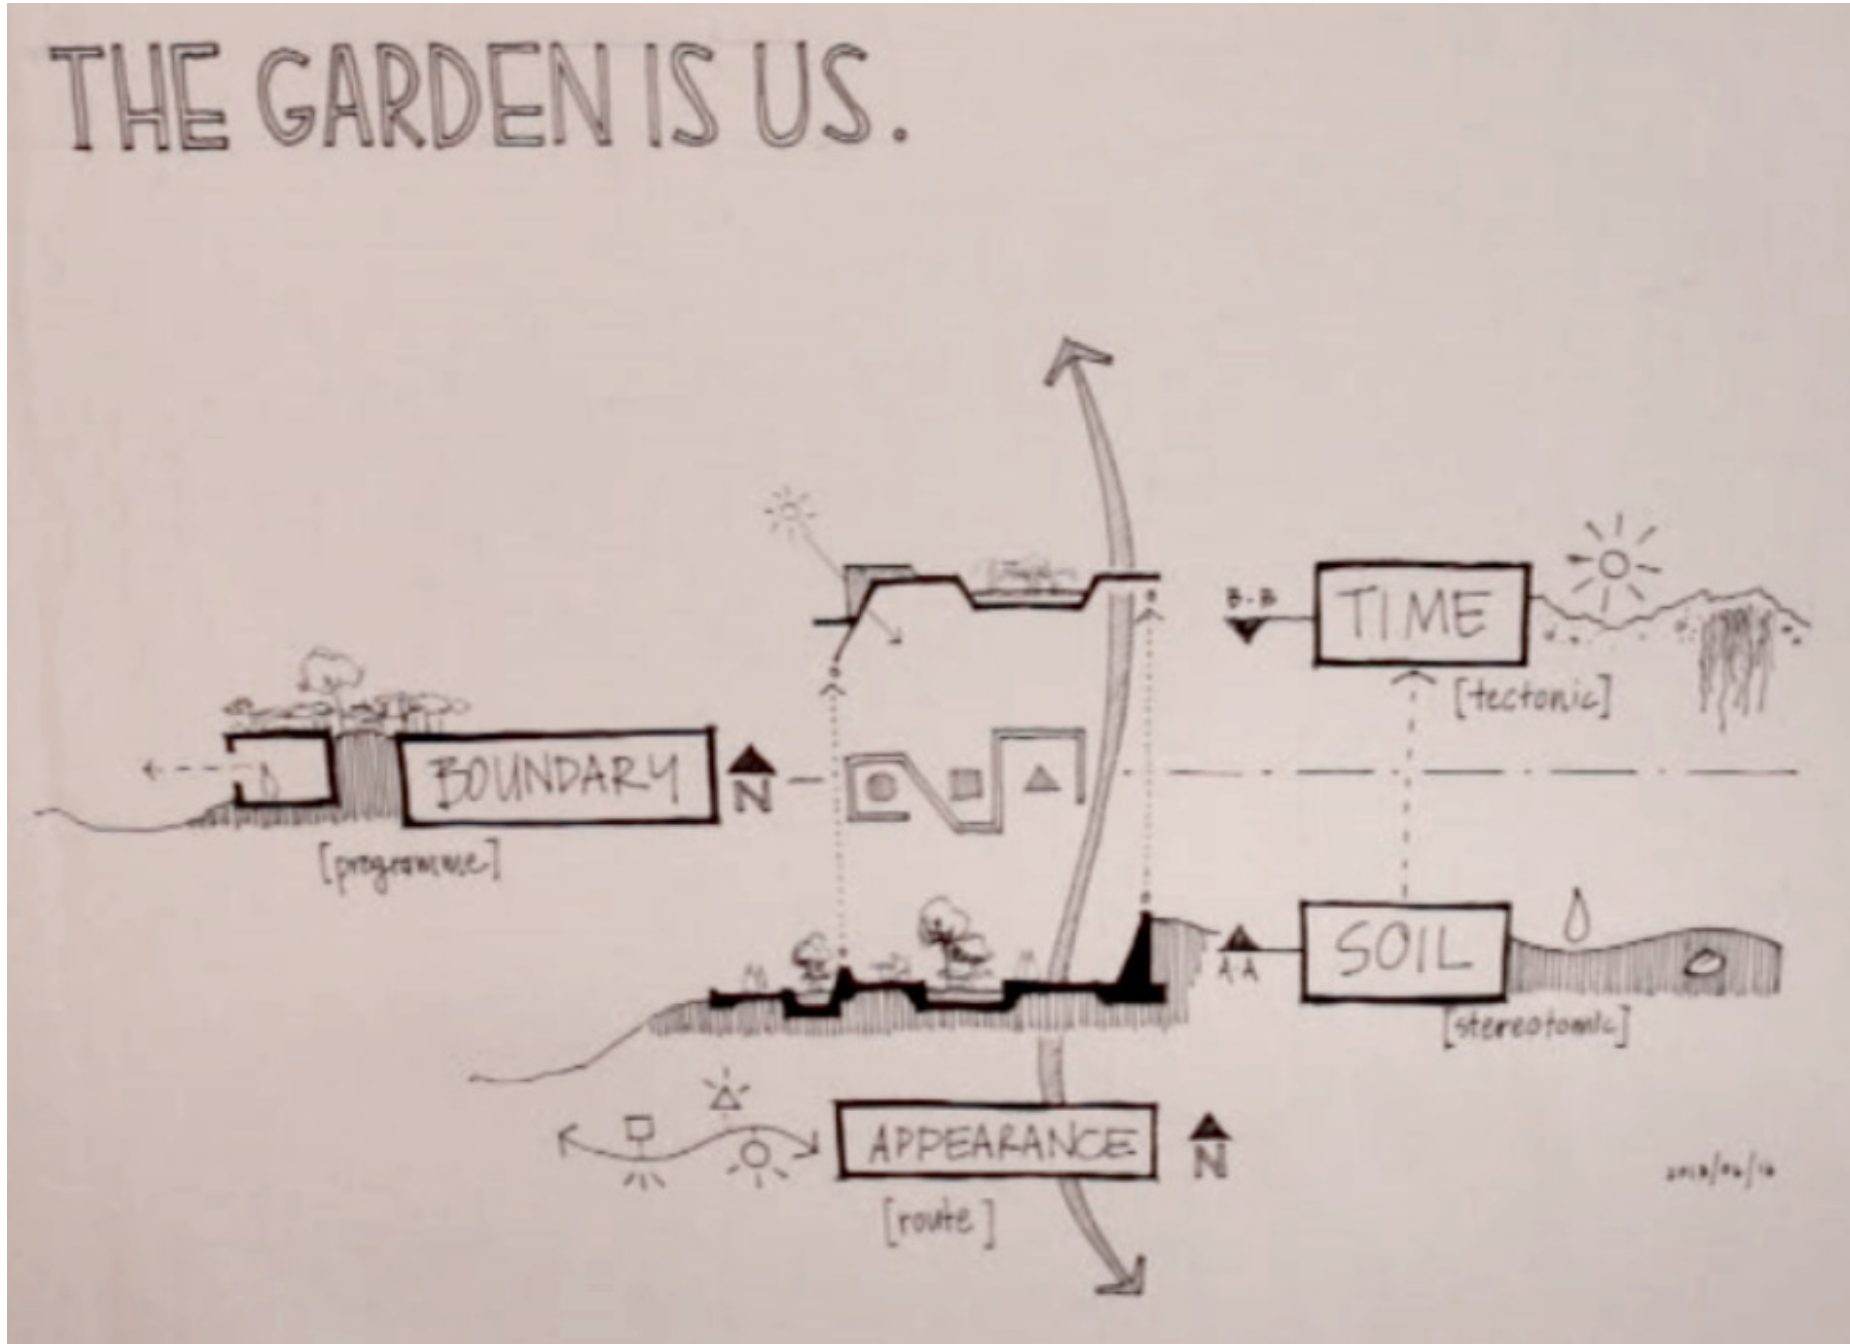 THE GARDEN IS US.
B-B
TIME
[tectonic]
BOUNDARY
N
[programme]
A-A
SOIL
[stereotomic]
APPEARANCE
N
[route]